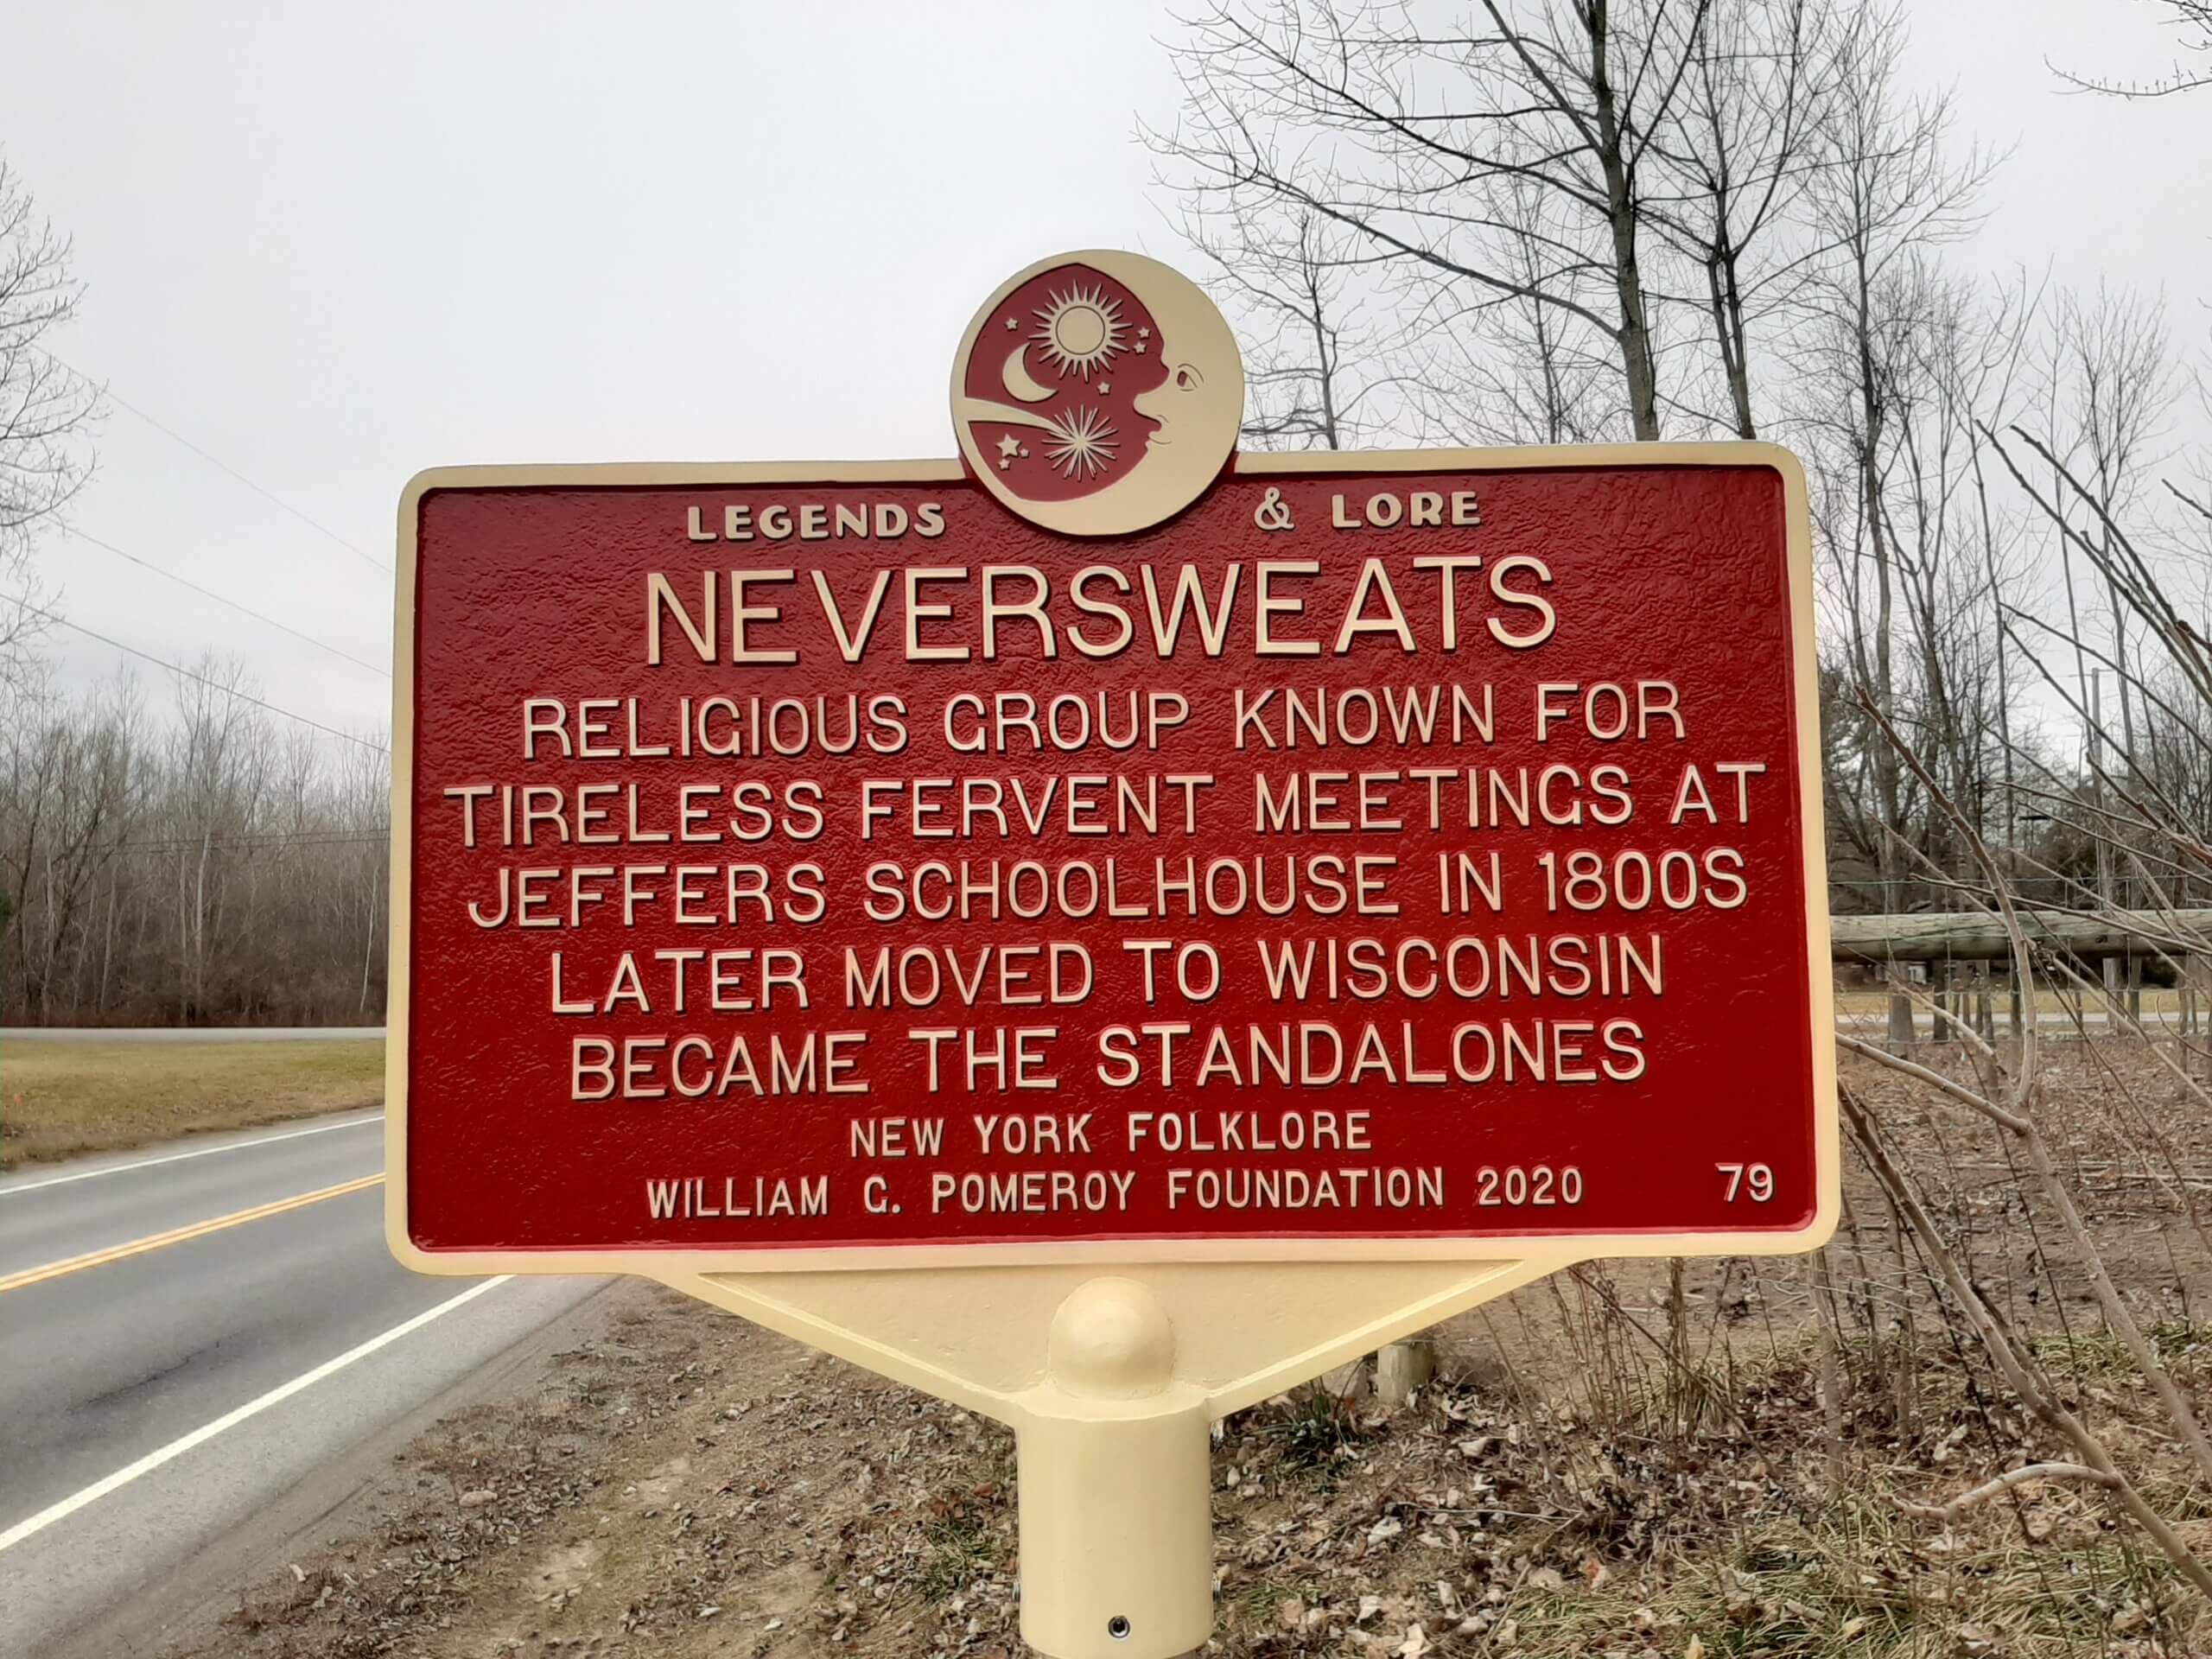 LEGENDS & LORE
NEVERSWEATS
RELIGIOUS GROUP KNOWN FOR
TIRELESS FERVENT MEETINGS AT
JEFFERS SCHOOLHOUSE IN 1800S
LATER MOVED TO WISCONSIN
BECAME THE STANDALONES
NEW YORK FOLKLORE
WILLIAM G. POMEROY FOUNDATION 2020 79